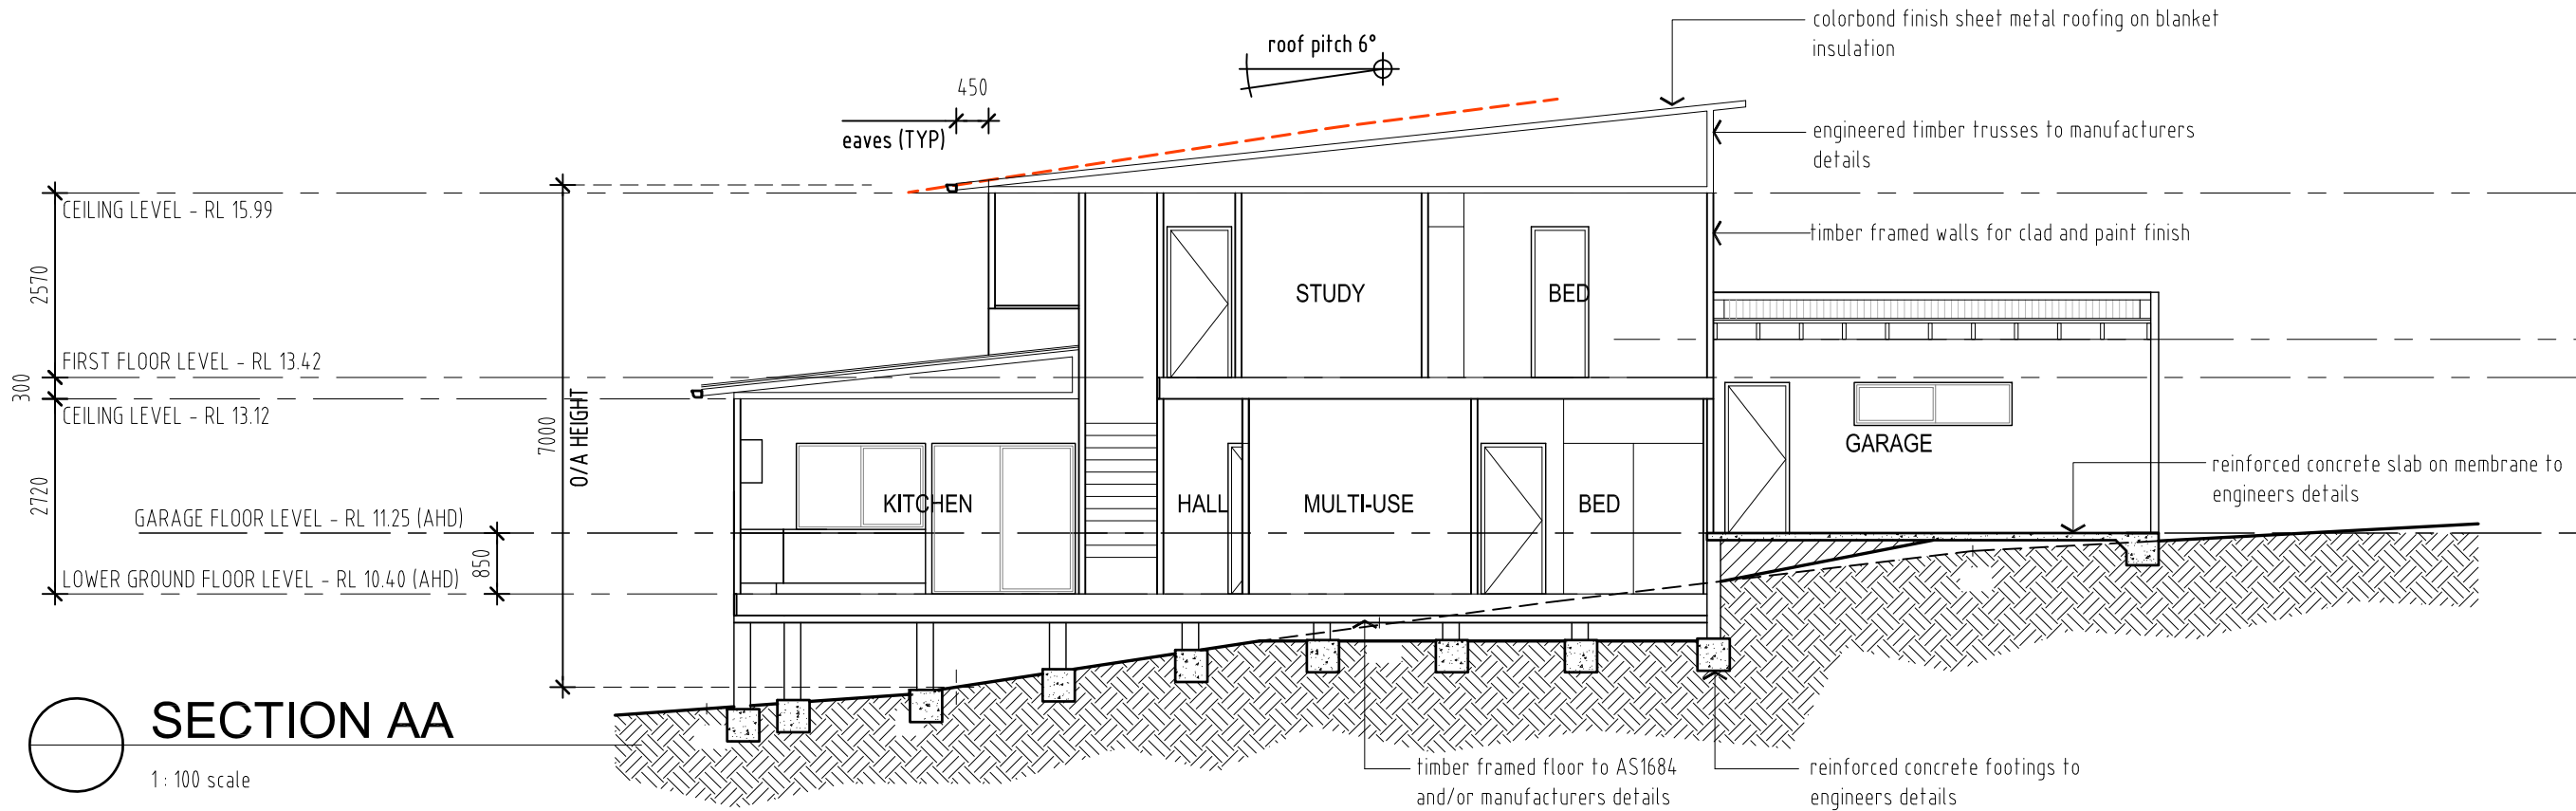 colorbond finish sheet metal roofing on blanket
insulation
roof pitch 6°
450
eaves (TYP)
engineered timber trusses to manufacturers
details
CEILING LEVEL - RL 15.99
timber framed walls for clad and paint finish
2570
STUDY
BED
FIRST FLOOR LEVEL - RL 13.42
300
CEILING LEVEL - RL 13.12
7000
O/A HEIGHT
GARAGE
reinforced concrete slab on membrane to
engineers details
2720
KITCHEN
HALL
MULTI-USE
BED
GARAGE FLOOR LEVEL - RL 11.25 (AHD)
850
LOWER GROUND FLOOR LEVEL - RL 10.40 (AHD)
SECTION AA
1 : 100 scale
timber framed floor to AS1684
and/or manufacturers details
reinforced concrete footings to
engineers details